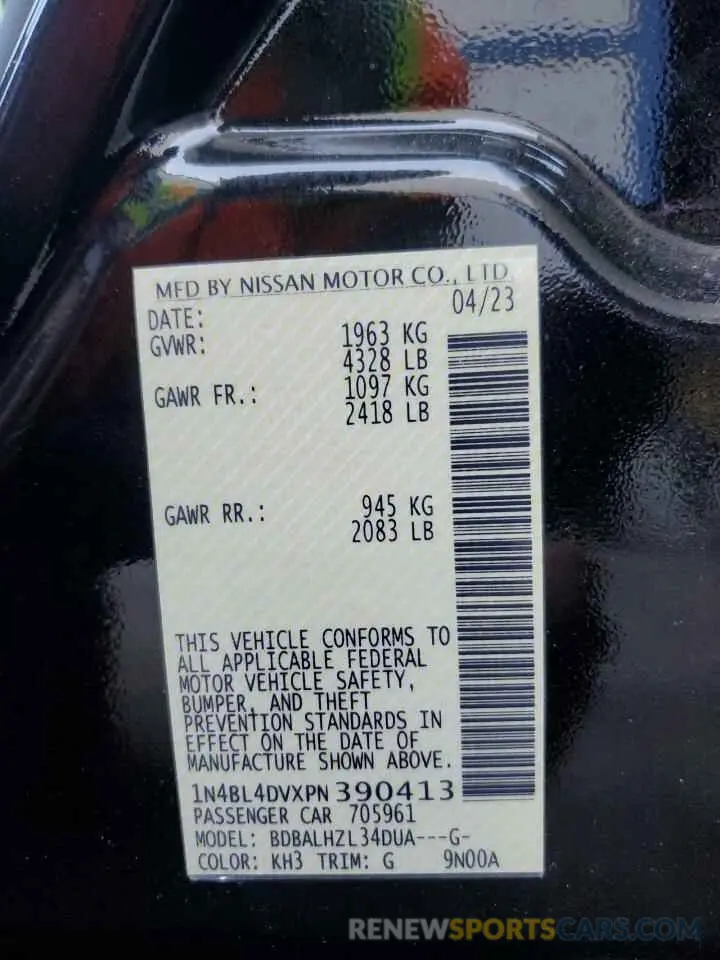 MFD BY NISSAN MOTOR CO., LTD.
DATE: 04/23
GVWR: 1963 KG
4328 LB
GAWR FR.: 1097 KG
2418 LB
GAWR RR.: 945 KG
2083 LB
THIS VEHICLE CONFORMS TO
ALL APPLICABLE FEDERAL
MOTOR VEHICLE SAFETY,
BUMPER, AND THEFT
PREVENTION STANDARDS IN
EFFECT ON THE DATE OF
MANUFACTURE SHOWN ABOVE.
1N4BL4DVXPN390413
PASSENGER CAR 705961
MODEL: BDBALHZL34DUA---G-
COLOR: KH3 TRIM: G 9N00A
RENEWSPORTSCARS.COM